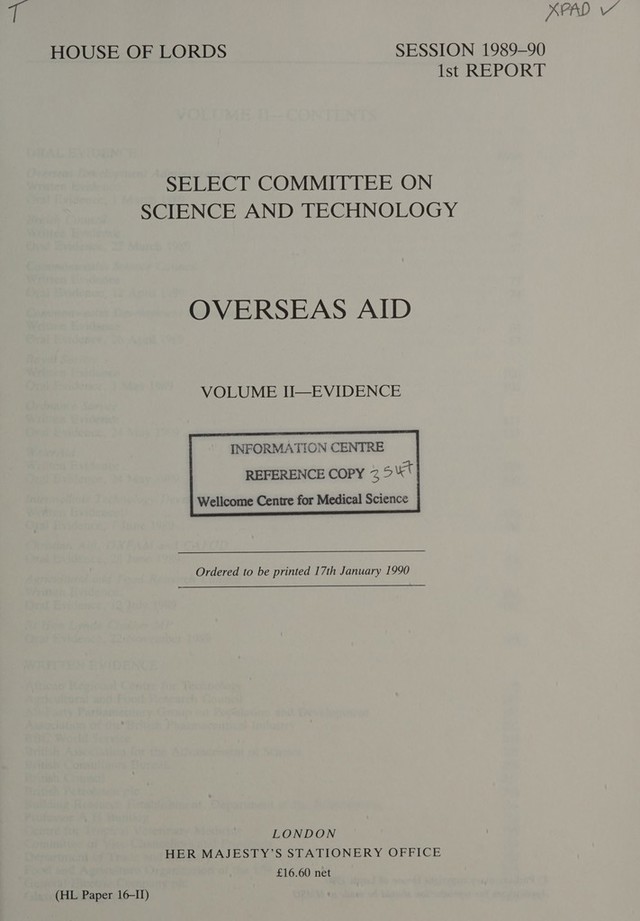 T
XPAD ✓
HOUSE OF LORDS
SESSION 1989–90
1st REPORT
SELECT COMMITTEE ON
SCIENCE AND TECHNOLOGY
OVERSEAS AID
VOLUME II—EVIDENCE
INFORMATION CENTRE
REFERENCE COPY 3547
Wellcome Centre for Medical Science
Ordered to be printed 17th January 1990
LONDON
HER MAJESTY'S STATIONERY OFFICE
£16.60 net
(HL Paper 16–II)